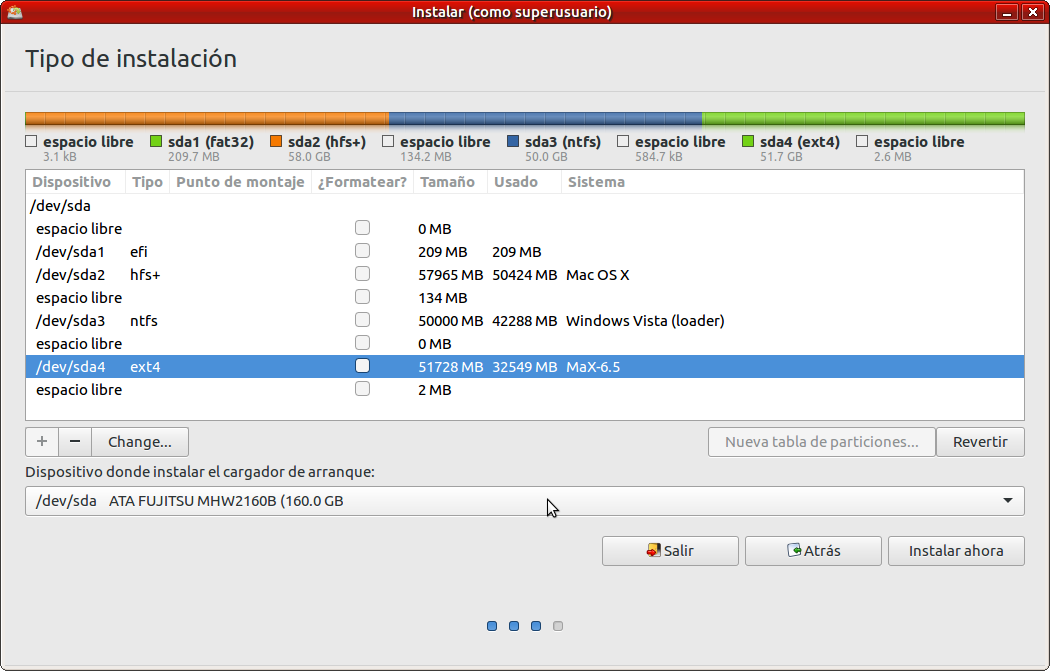 Instalar (como superusuario)
Tipo de instalación
espacio libre sda1 (fat32) sda2 (hfs+) espacio libre sda3 (ntfs) espacio libre sda4 (ext4) espacio libre
3.1 kB 209.7 MB 58.0 GB 134.2 MB 50.0 GB 584.7 kB 51.7 GB 2.6 MB
Dispositivo Tipo Punto de montaje ¿Formatear? Tamaño Usado Sistema
/dev/sda
espacio libre 0 MB
/dev/sda1 efi 209 MB 209 MB
/dev/sda2 hfs+ 57965 MB 50424 MB Mac OS X
espacio libre 134 MB
/dev/sda3 ntfs 50000 MB 42288 MB Windows Vista (loader)
espacio libre 0 MB
/dev/sda4 ext4 51728 MB 32549 MB MaX-6.5
espacio libre 2 MB
+ − Change... Nueva tabla de particiones... Revertir
Dispositivo donde instalar el cargador de arranque:
/dev/sda ATA FUJITSU MHW2160B (160.0 GB
Salir Atrás Instalar ahora